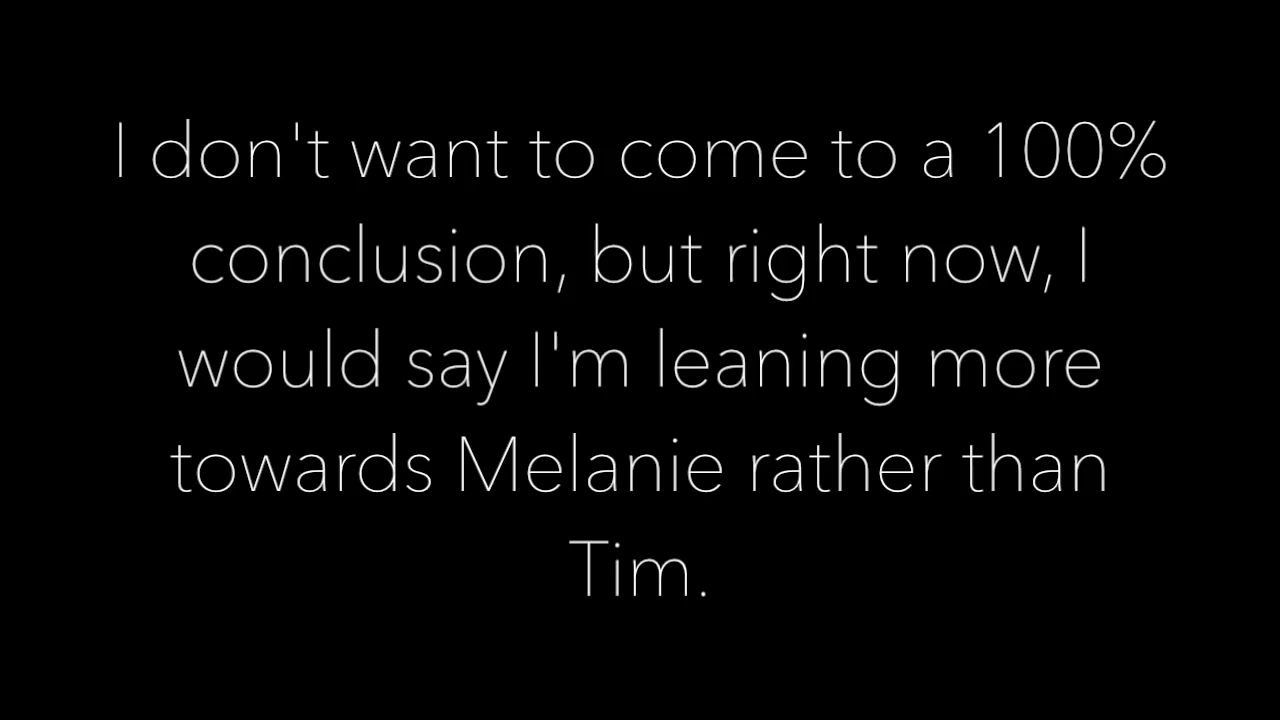 I don't want to come to a 100%
conclusion, but right now, I
would say I'm leaning more
towards Melanie rather than
Tim.